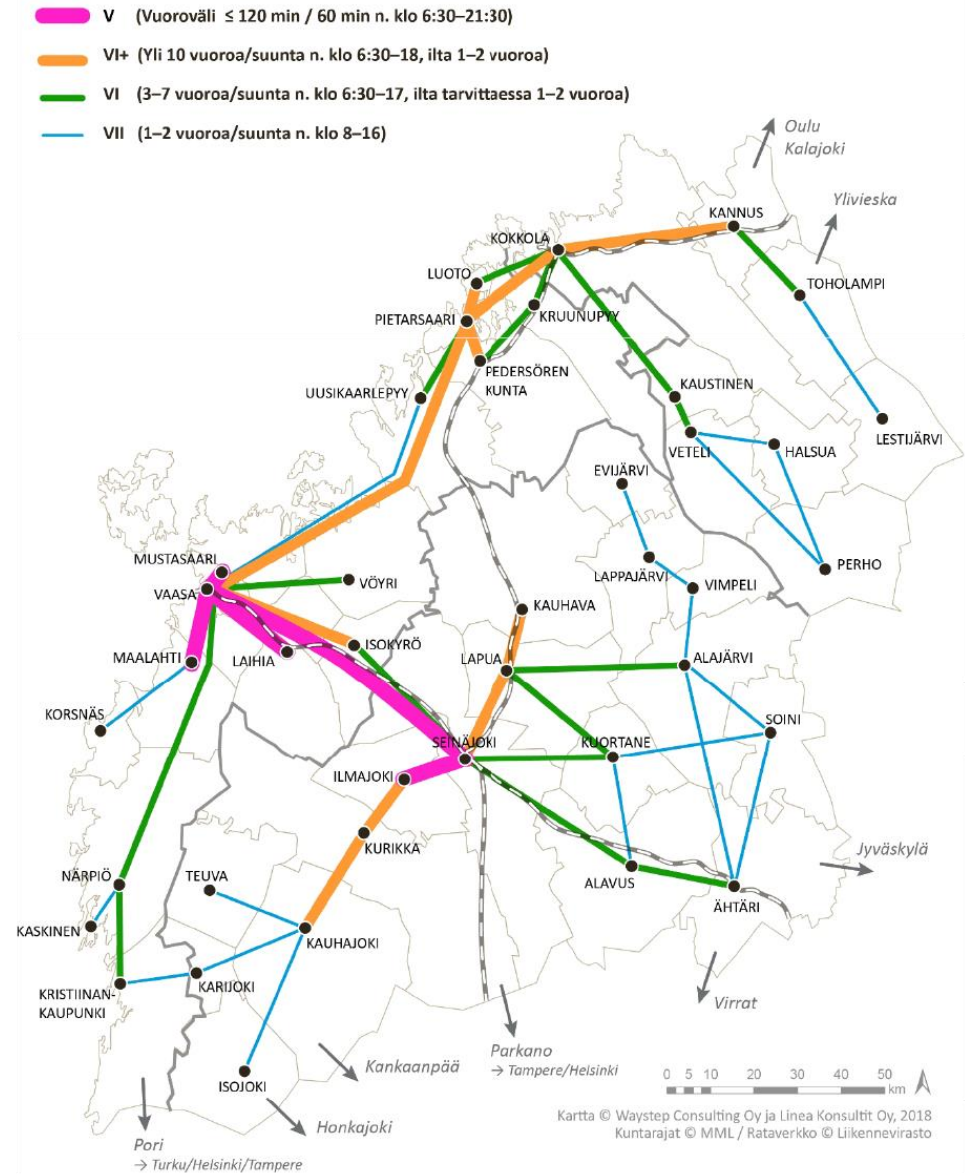 V (Vuoroväli ≤ 120 min / 60 min n. klo 6:30–21:30)
VI+ (Yli 10 vuoroa/suunta n. klo 6:30–18, ilta 1–2 vuoroa)
VI (3–7 vuoroa/suunta n. klo 6:30–17, ilta tarvittaessa 1–2 vuoroa)
VII (1–2 vuoroa/suunta n. klo 8–16)
Oulu
Kalajoki
Ylivieska
KANNUS
KOKKOLA
LUOTO
TOHOLAMPI
PIETARSAARI
KRUUNUPYY
PEDERSÖREN
KUNTA
UUSIKAARLEPYY
KAUSTINEN
LESTIJÄRVI
VETELI
HALSUA
EVIJÄRVI
MUSTASAARI
VÖYRI
LAPPAJÄRVI
PERHO
VAASA
VIMPELI
KAUHAVA
ISOKYRÖ
MAALAHTI
LAIHIA
LAPUA
ALAJÄRVI
KORSNÄS
SOINI
SEINÄJOKI
KUORTANE
ILMAJOKI
KURIKKA
Jyväskylä
NÄRPIÖ
TEUVA
ALAVUS
ÄHTÄRI
KASKINEN
KAUHAJOKI
KARIJOKI
KRISTIINAN-
KAUPUNKI
Virrat
Parkano
→ Tampere/Helsinki
Kankaanpää
ISOJOKI
0 5 10 20 30 40 50
km
Honkajoki
Kartta © Waystep Consulting Oy ja Linea Konsultit Oy, 2018
Kuntarajat © MML / Rataverkko © Liikennevirasto
Pori
→ Turku/Helsinki/Tampere